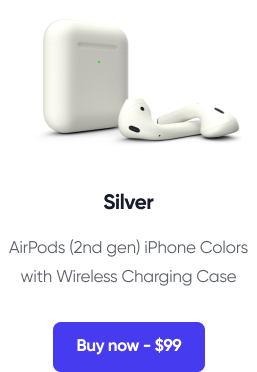 Silver
AirPods (2nd gen) iPhone Colors
with Wireless Charging Case
Buy now - $99